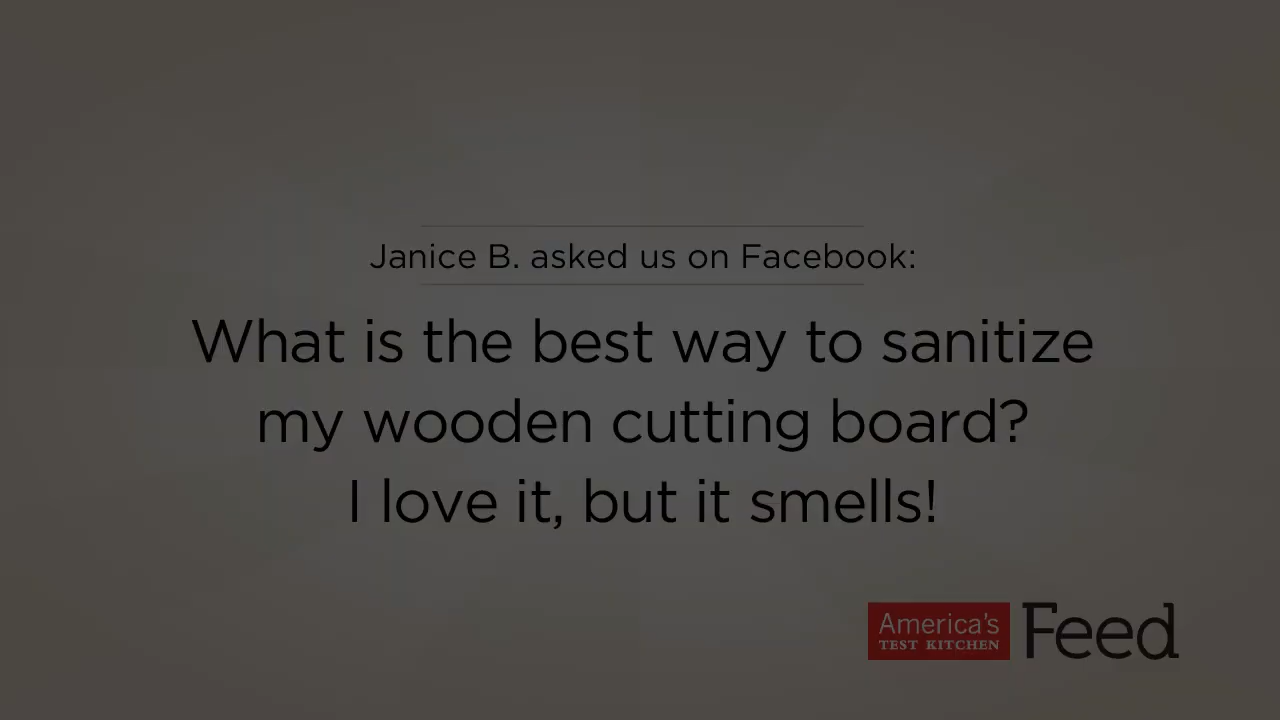 Janice B. asked us on Facebook:
What is the best way to sanitize
my wooden cutting board?
I love it, but it smells!
America's
TEST KITCHEN
Feed